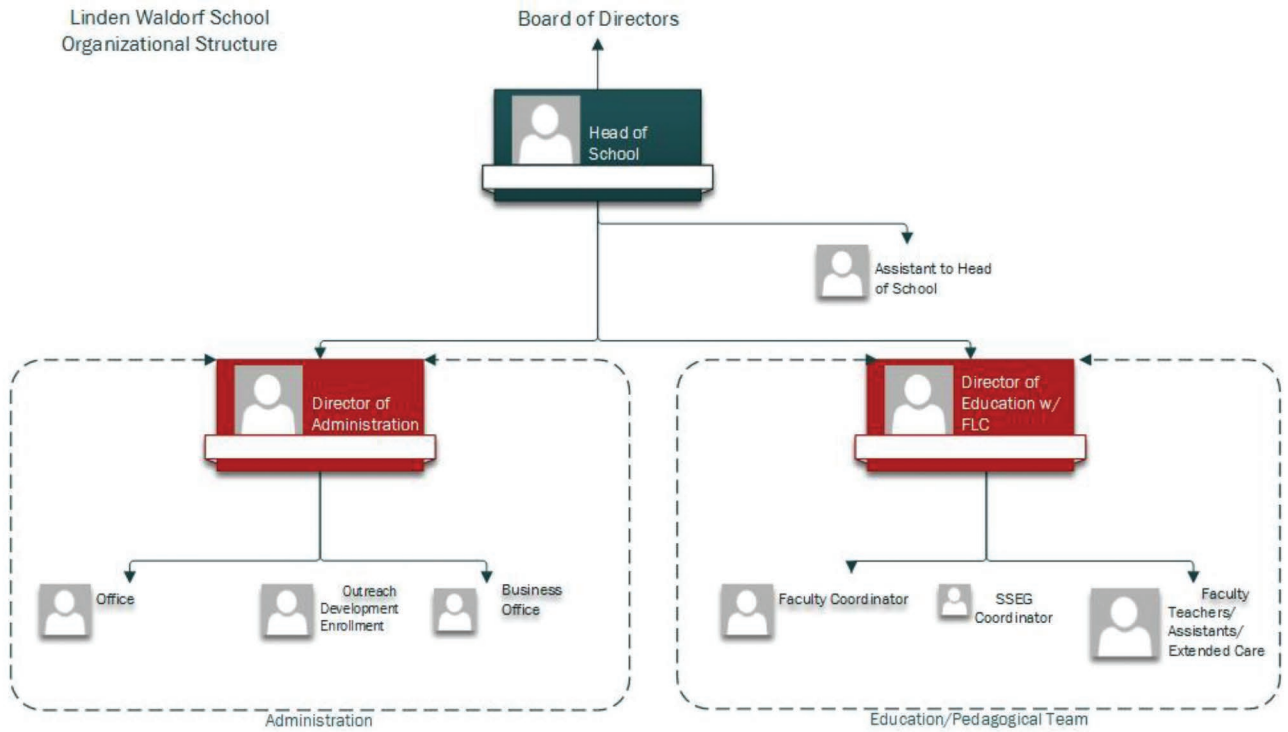 Linden Waldorf School
Organizational Structure
Board of Directors
Head of
School
Assistant to Head
of School
Director of
Administration
Director of
Education w/
FLC
Office
Outreach
Development
Enrollment
Business
Office
Faculty Coordinator
SSEG
Coordinator
Faculty
Teachers/
Assistants/
Extended Care
Administration
Education/Pedagogical Team